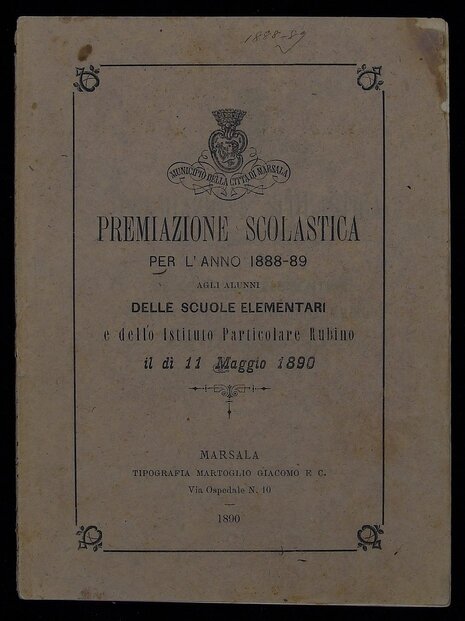 1888-89
MUNICIPIO DELLA CITTÀ DI MARSALA
PREMIAZIONE SCOLASTICA
PER L'ANNO 1888-89
AGLI ALUNNI
DELLE SCUOLE ELEMENTARI
e dello Istituto Particolare Rubino
il dì 11 Maggio 1890
MARSALA
TIPOGRAFIA MARTOGLIO GIACOMO E C.
Via Ospedale N. 10
1890